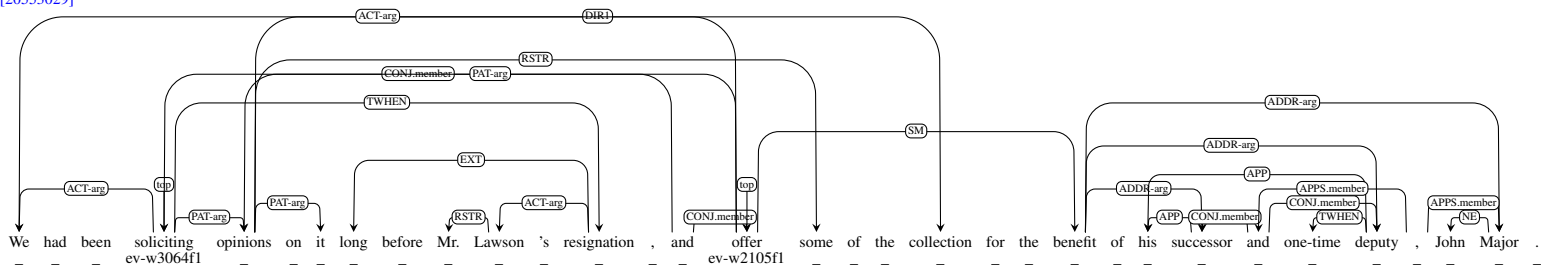 [20355029]
ACT-arg DIR1
RSTR
CONJ.member PAT-arg
TWHEN ADDR-arg
SM
ADDR-arg
EXT
APP
top top
ACT-arg ADDR-arg APPS.member
PAT-arg ACT-arg CONJ.member APPS.member
PAT-arg RSTR CONJ.member APP CONJ.member TWHEN NE
We had been soliciting opinions on it long before Mr. Lawson 's resignation , and offer some of the collection for the benefit of his successor and one-time deputy , John Major .
_ _ _ ev-w3064f1 _ _ _ _ _ _ _ _ _ _ _ ev-w2105f1 _ _ _ _ _ _ _ _ _ _ _ _ _ _ _ _ _ _